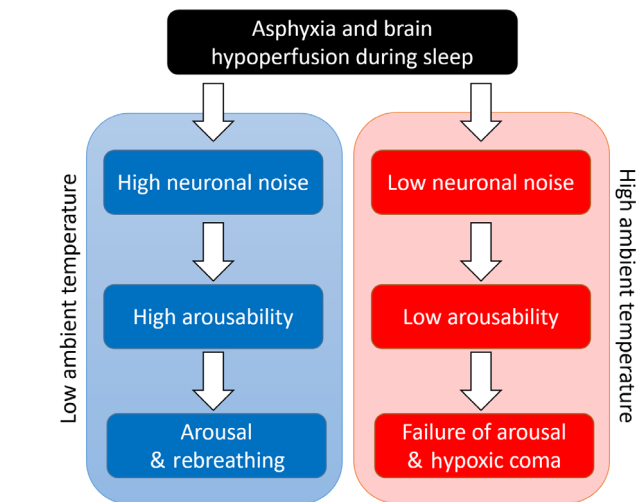 Asphyxia and brain
hypoperfusion during sleep
Low ambient temperature
High neuronal noise
High arousability
Arousal
& rebreathing
Low neuronal noise
Low arousability
Failure of arousal
& hypoxic coma
High ambient temperature